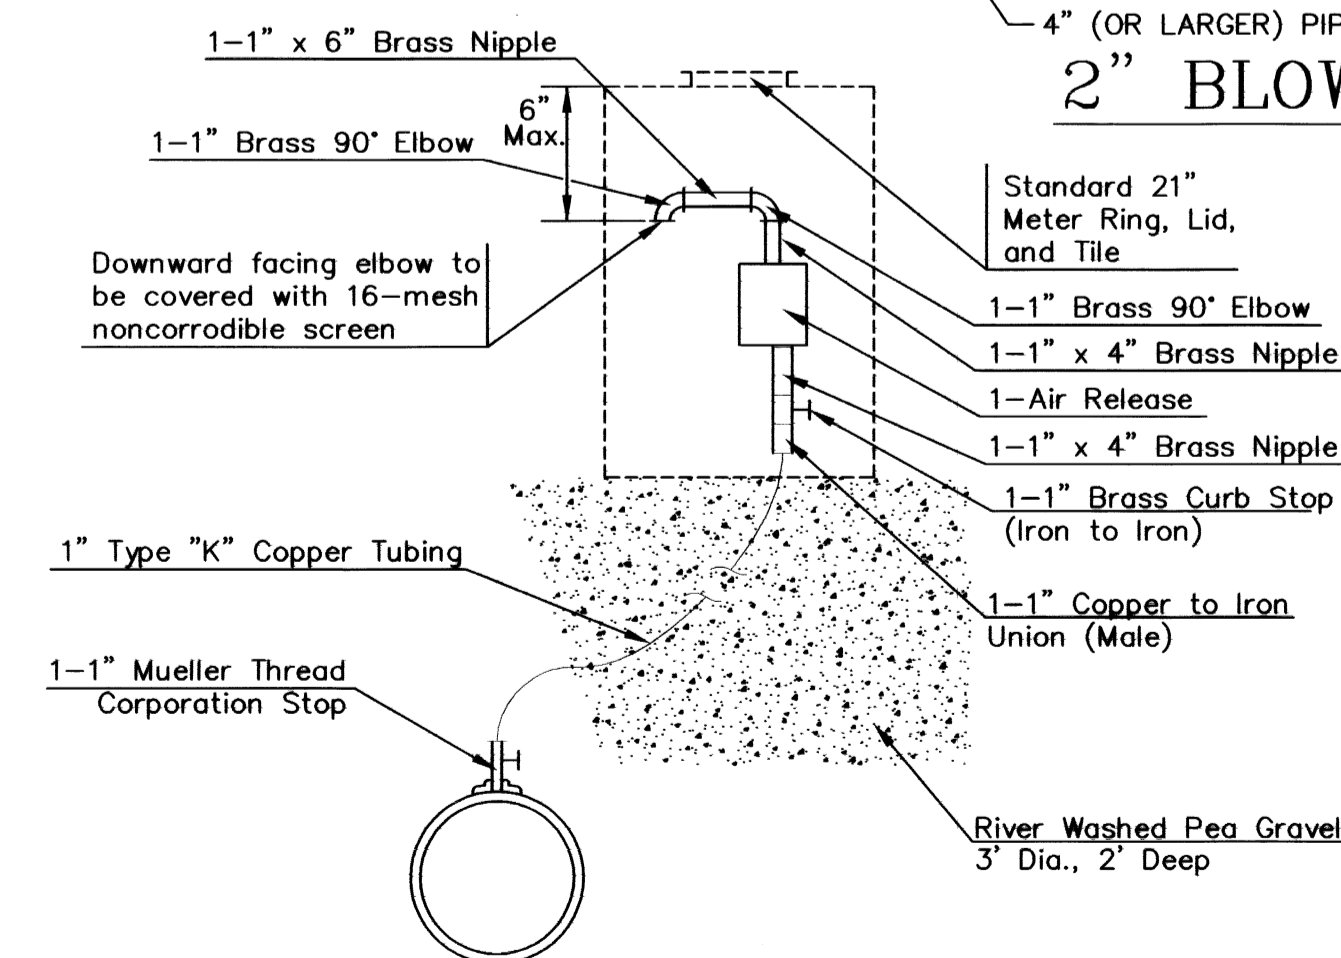 4” (OR LARGER)
2”
1–1” x 6” Brass Nipple
6”
Max.
1–1” Brass 90° Elbow
Standard 21”
Meter Ring, Lid,
and Tile
Downward facing elbow to
be covered with 16–mesh
noncorrodible screen
1–1” Brass 90° Elbow
1–1” x 4” Brass Nipple
1–Air Release
1–1” x 4” Brass Nipple
1–1” Brass Curb Stop
(Iron to Iron)
1” Type ”K” Copper Tubing
1–1” Copper to Iron
Union (Male)
1–1” Mueller Thread
Corporation Stop
River Washed Pea Gravel
3’ Dia., 2’ Deep